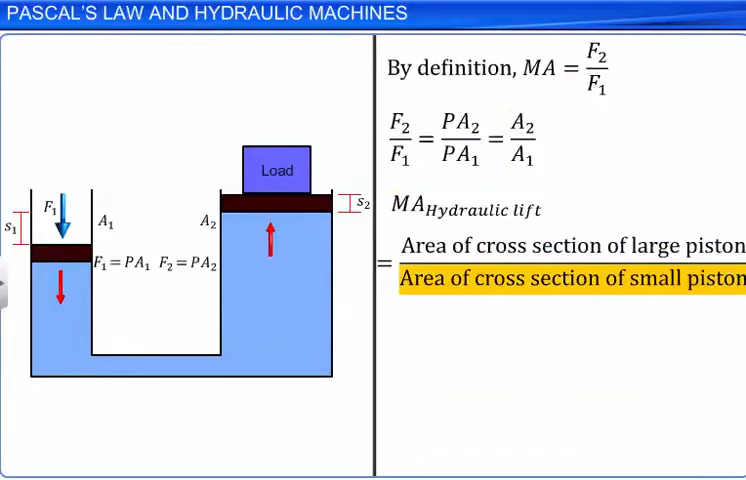 PASCAL'S LAW AND HYDRAULIC MACHINES
Load
F₁
s₁
A₁
A₂
s₂
F₁ = PA₁ F₂ = PA₂
By definition, MA = F₂/F₁
F₂/F₁ = PA₂/PA₁ = A₂/A₁
MA_Hydraulic lift
= Area of cross section of large piston
Area of cross section of small piston